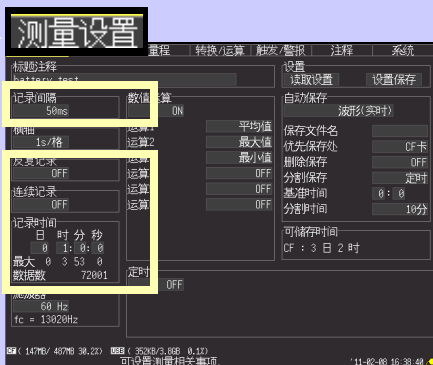 测量设置
量程 转换/运算 触发/警报 注释 系统
标题注释
battery test
设置
读取设置 设置保存
记录间隔
50ms
横轴
1s/格
反复记录
OFF
连续记录
OFF
记录时间
日 时 分 秒
0 1: 0: 0
最大 0 3 53 0
数据数 72001
滤波器
60 Hz
fc = 13020Hz
数值运算
ON
运算1 平均值
运算2 最大值
运算 最小值
运算 OFF
运算 OFF
运算 OFF
定时
OFF
自动保存
波形(实时)
保存文件名
优先保存处 CF卡
删除保存 OFF
分割保存 定时
基准时间 0: 0
分割时间 10分
可储存时间
CF : 3 日 2 时
CF ( 147MB/ 487MB 30.2%) USB ( 352KB/3.8GB 0.1%)
可设置测量相关事项. '11-02-08 16:38:40